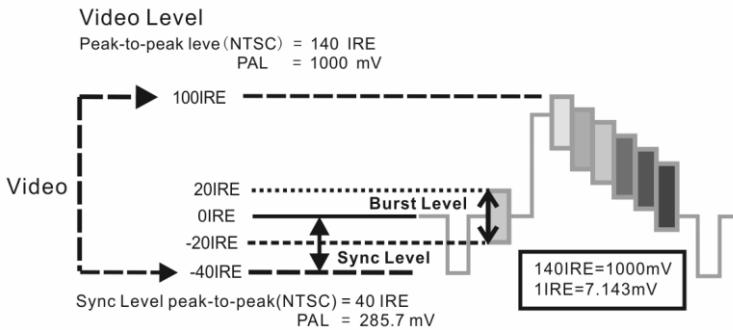 Video Level
Peak-to-peak leve(NTSC) = 140 IRE
PAL = 1000 mV
100IRE
Video
20IRE
Burst Level
0IRE
-20IRE
Sync Level
-40IRE
140IRE=1000mV
1IRE=7.143mV
Sync Level peak-to-peak(NTSC) = 40 IRE
PAL = 285.7 mV